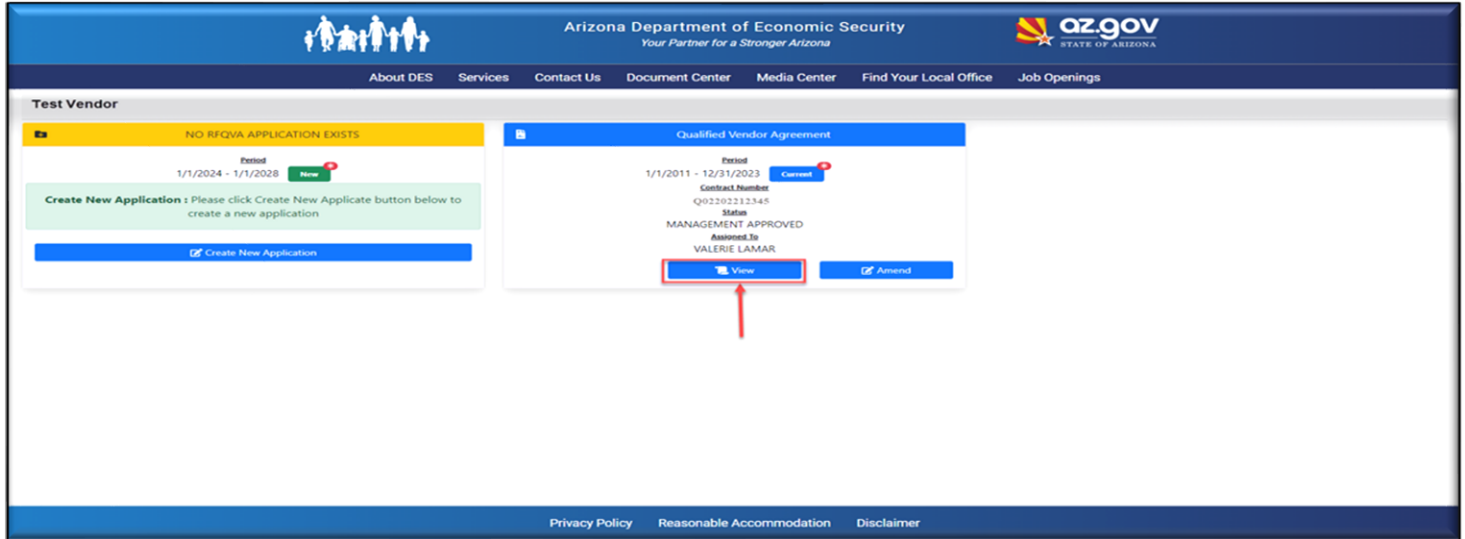 Arizona Department of Economic Security
Your Partner for a Stronger Arizona
az.gov
STATE OF ARIZONA
About DES Services Contact Us Document Center Media Center Find Your Local Office Job Openings
Test Vendor
NO RFQVA APPLICATION EXISTS
Period
1/1/2024 - 1/1/2028 New
Create New Application : Please click Create New Applicate button below to
create a new application
Create New Application
Qualified Vendor Agreement
Period
1/1/2011 - 12/31/2023 Current
Contract Number
Q02202212345
Status
MANAGEMENT APPROVED
Assigned To
VALERIE LAMAR
View Amend
Privacy Policy Reasonable Accommodation Disclaimer